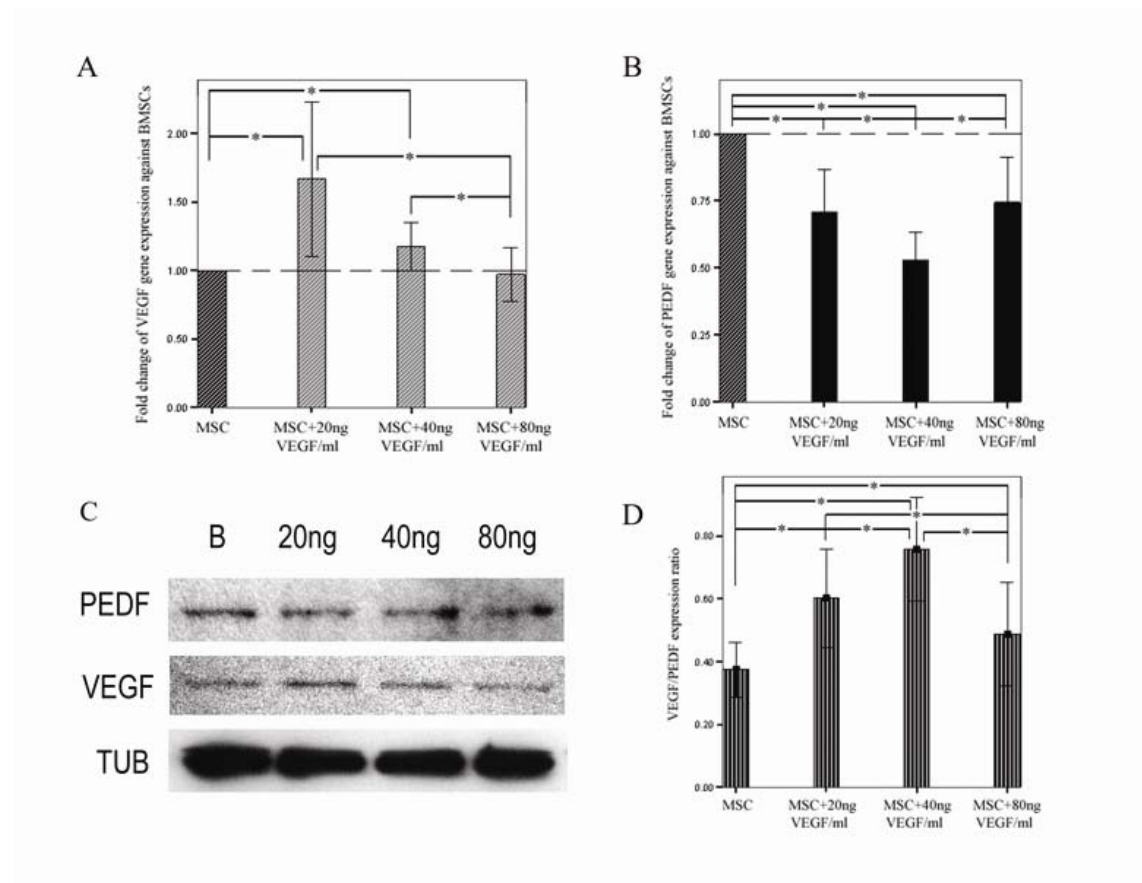 A
Fold change of VEGF gene expression against BMSCs
2.00
1.50
1.00
0.50
0.00
*
*
*
*
MSC
MSC+20ng
VEGF/ml
MSC+40ng
VEGF/ml
MSC+80ng
VEGF/ml
B
Fold change of PEDF gene expression against BMSCs
1.00
0.75
0.50
0.25
0.00
*
*
*
*
*
MSC
MSC+20ng
VEGF/ml
MSC+40ng
VEGF/ml
MSC+80ng
VEGF/ml
C
B 20ng 40ng 80ng
PEDF
VEGF
TUB
D
VEGF/PEDF expression ratio
0.80
0.60
0.40
0.20
0.00
*
*
*
*
*
*
MSC
MSC+20ng
VEGF/ml
MSC+40ng
VEGF/ml
MSC+80ng
VEGF/ml